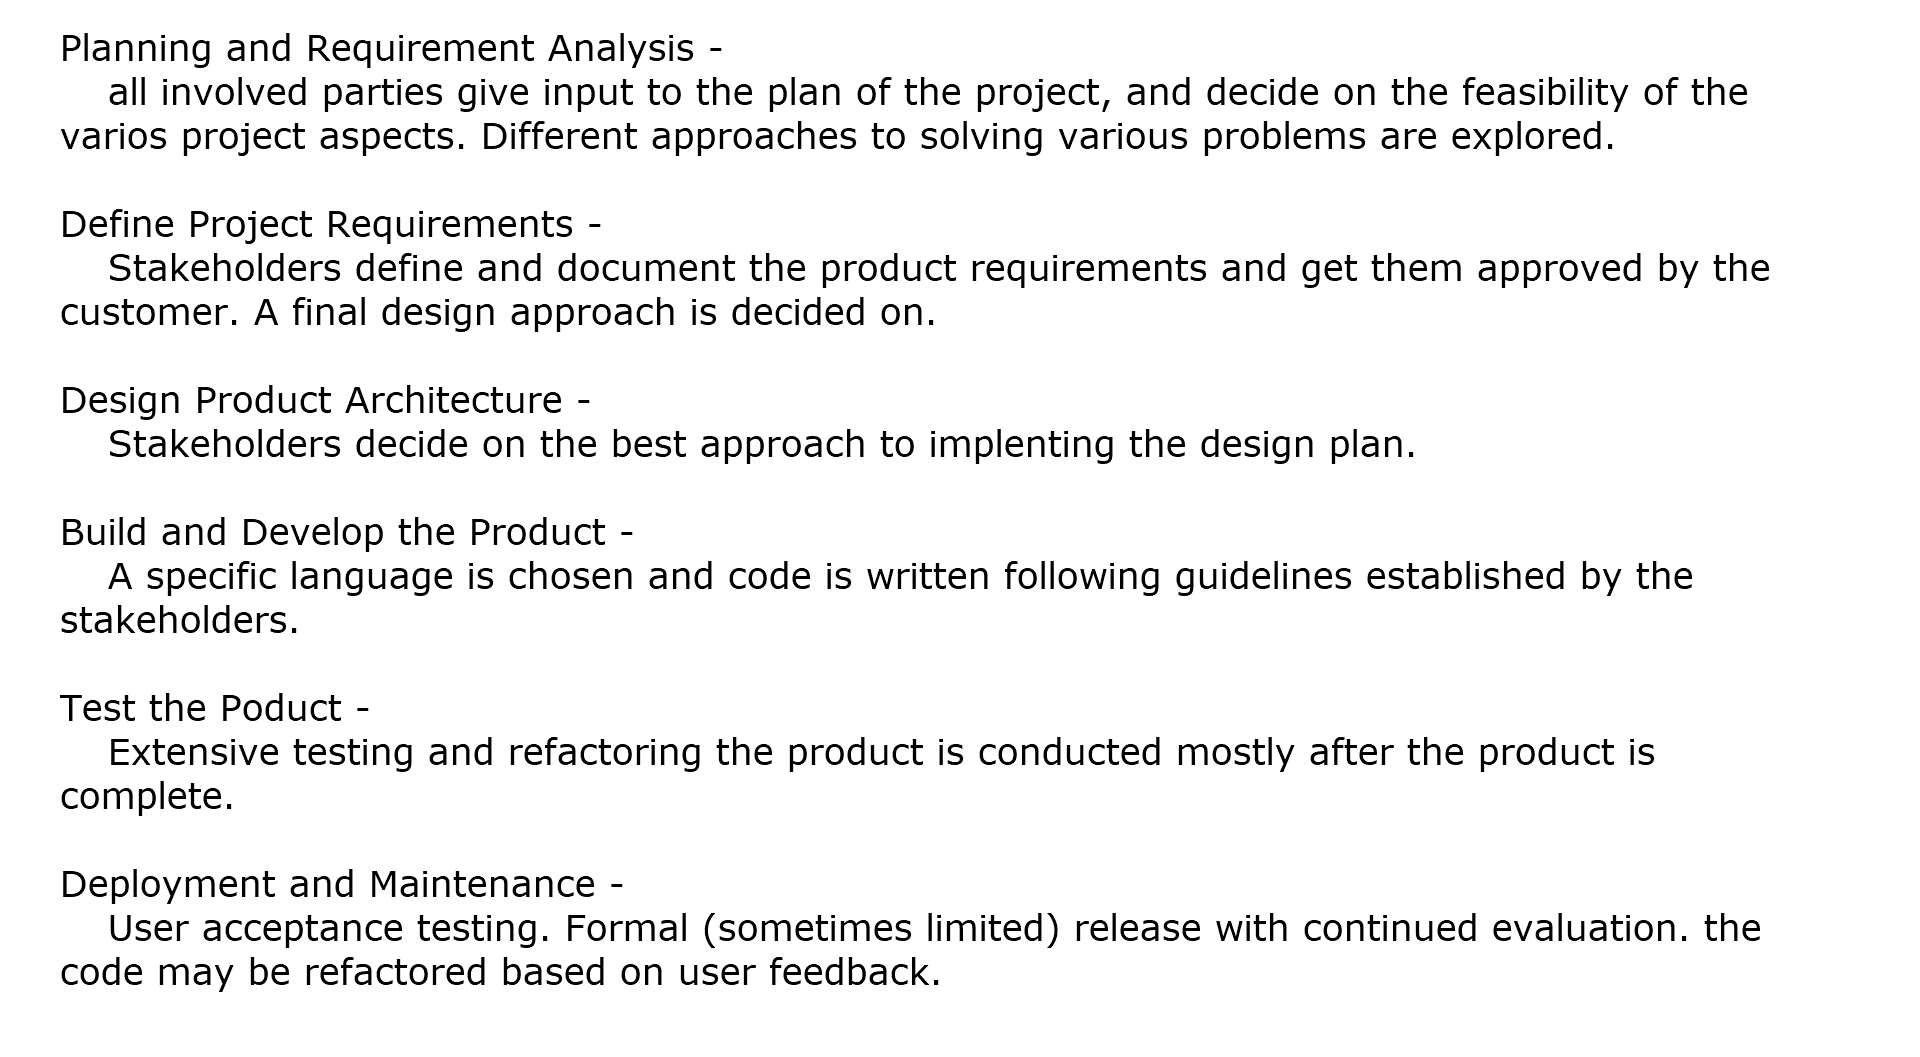 Planning and Requirement Analysis -
all involved parties give input to the plan of the project, and decide on the feasibility of the
varios project aspects. Different approaches to solving various problems are explored.
Define Project Requirements -
Stakeholders define and document the product requirements and get them approved by the
customer. A final design approach is decided on.
Design Product Architecture -
Stakeholders decide on the best approach to implenting the design plan.
Build and Develop the Product -
A specific language is chosen and code is written following guidelines established by the
stakeholders.
Test the Poduct -
Extensive testing and refactoring the product is conducted mostly after the product is
complete.
Deployment and Maintenance -
User acceptance testing. Formal (sometimes limited) release with continued evaluation. the
code may be refactored based on user feedback.